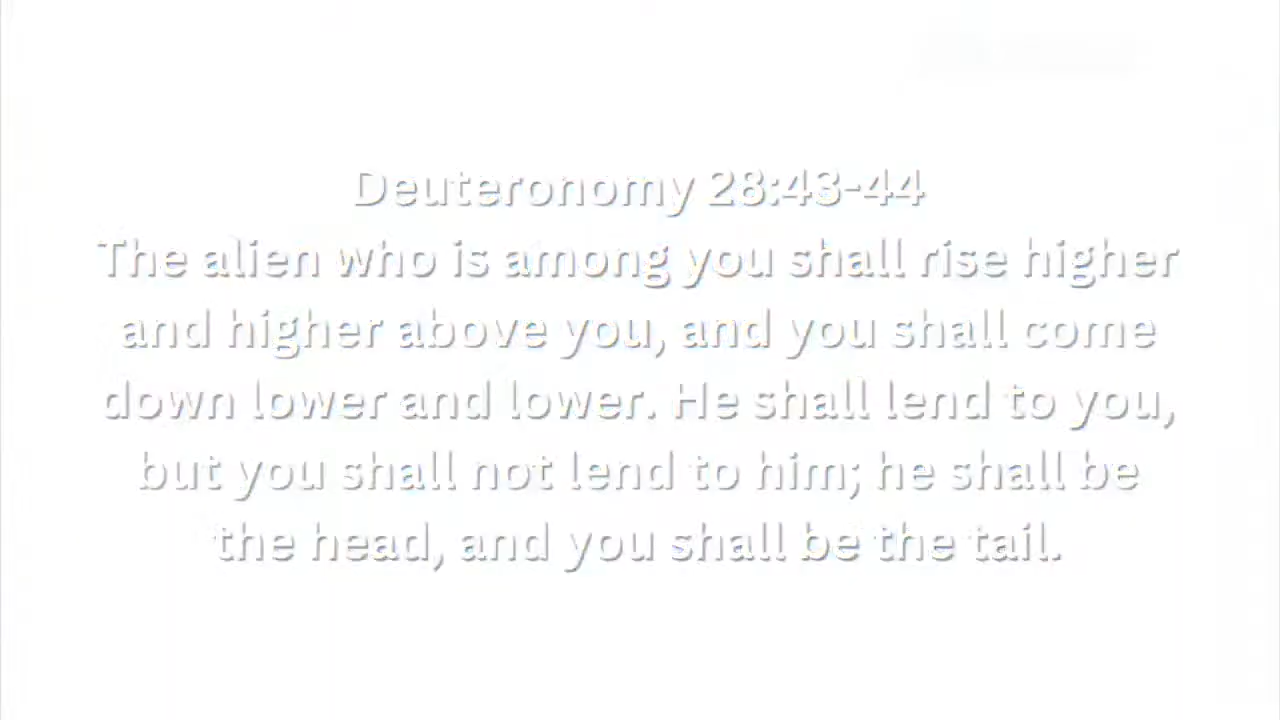 Deuteronomy 28:43-44
The alien who is among you shall rise higher
and higher above you, and you shall come
down lower and lower. He shall lend to you,
but you shall not lend to him; he shall be
the head, and you shall be the tail.